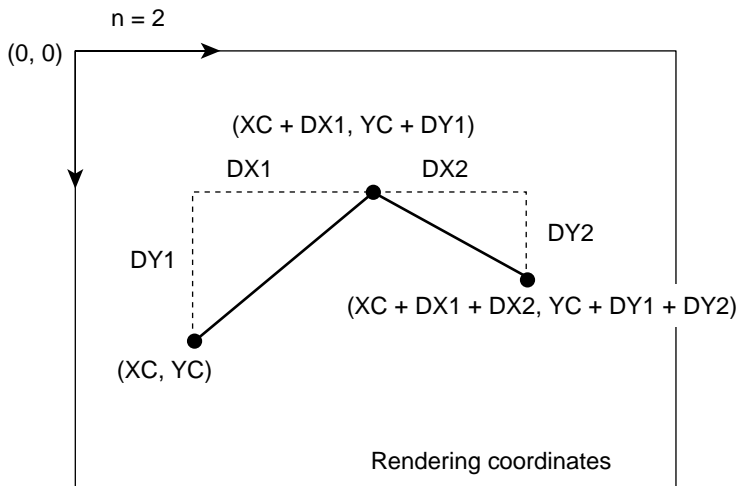 n = 2
(0, 0)
(XC + DX1, YC + DY1)
DX1
DX2
DY1
DY2
(XC + DX1 + DX2, YC + DY1 + DY2)
(XC, YC)
Rendering coordinates